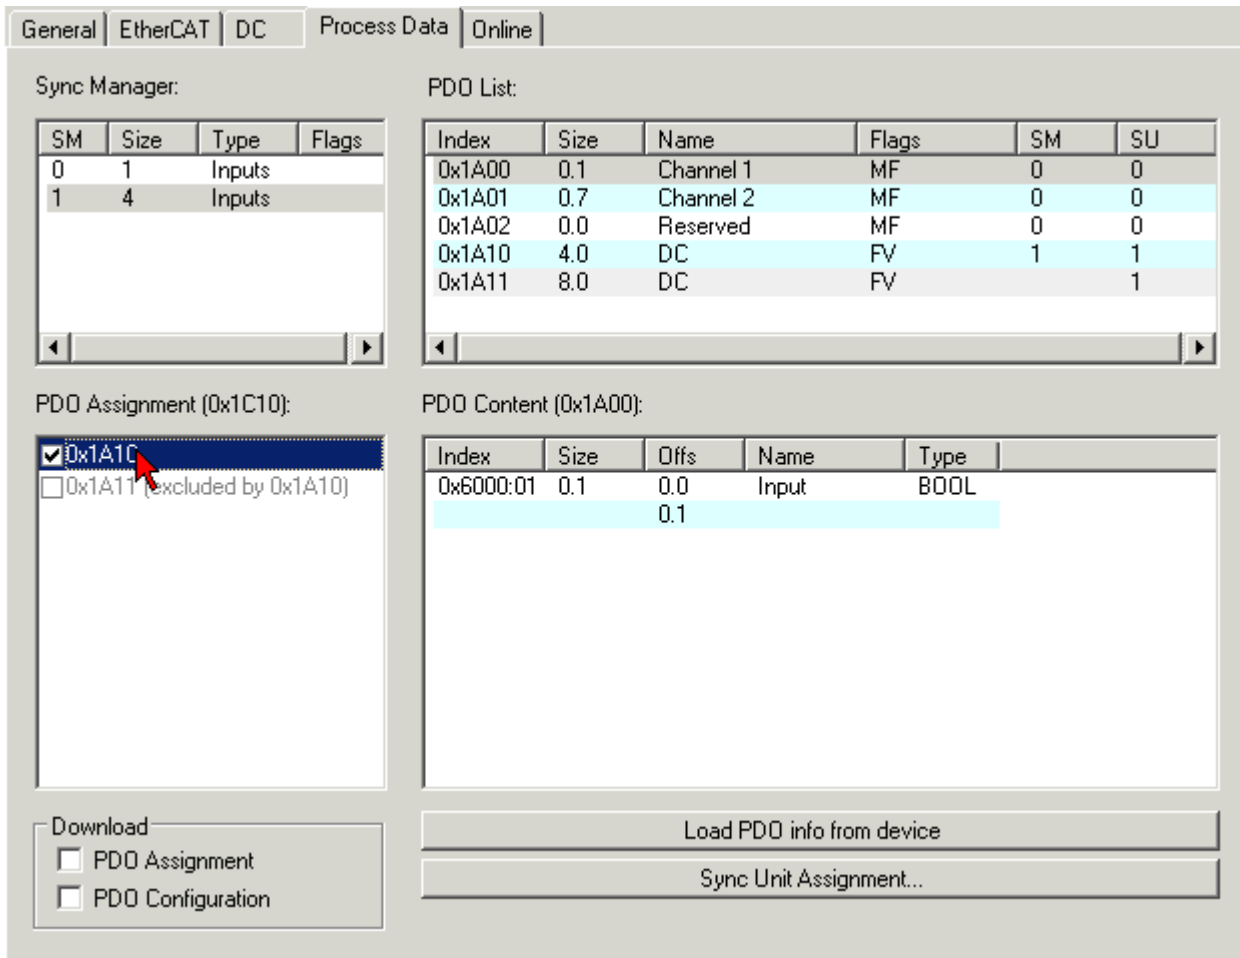 General EtherCAT DC Process Data Online
Sync Manager:
SM Size Type Flags
0 1 Inputs
1 4 Inputs
PDO List:
Index Size Name Flags SM SU
0x1A00 0.1 Channel 1 MF 0 0
0x1A01 0.7 Channel 2 MF 0 0
0x1A02 0.0 Reserved MF 0 0
0x1A10 4.0 DC FV 1 1
0x1A11 8.0 DC FV 1
PDO Assignment (0x1C10):
0x1A10
0x1A11 (excluded by 0x1A10)
PDO Content (0x1A00):
Index Size Offs Name Type
0x6000:01 0.1 0.0 Input BOOL
0.1
Download
PDO Assignment
PDO Configuration
Load PDO info from device
Sync Unit Assignment...